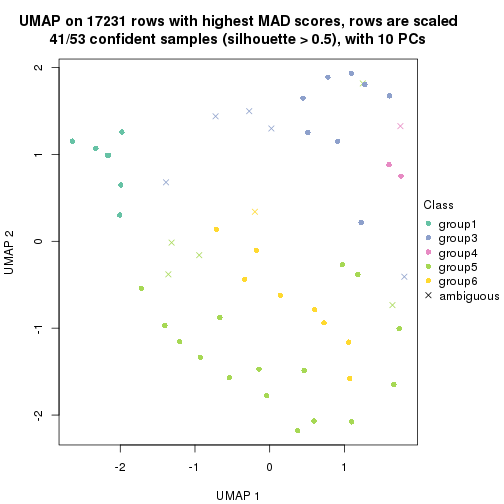 UMAP on 17231 rows with highest MAD scores, rows are scaled
41/53 confident samples (silhouette > 0.5), with 10 PCs
2
1
0
-1
-2
UMAP 2
-2
-1
0
1
UMAP 1
Class
group1
group3
group4
group5
group6
ambiguous